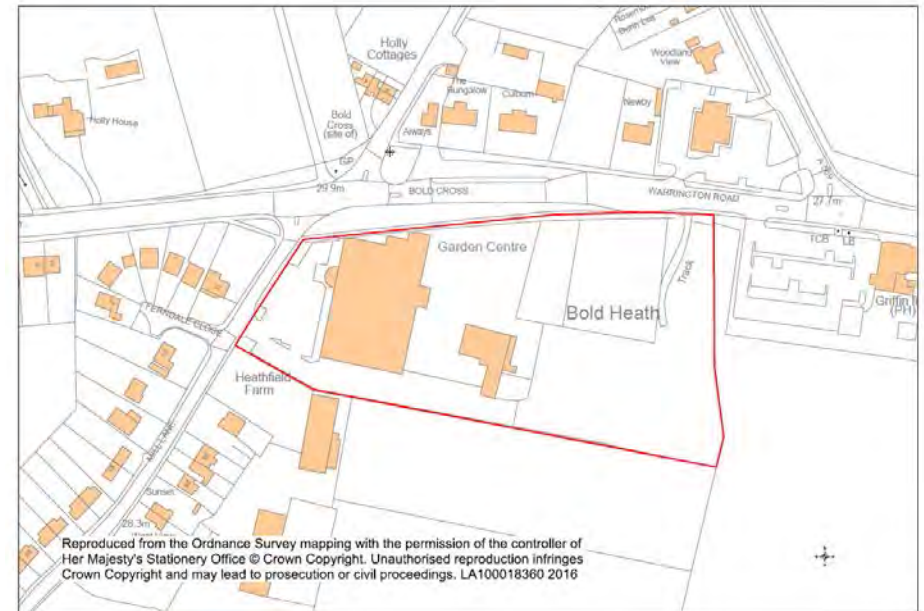 Holly
Cottages
Woodland
View
The
Bungalow
Culburn
Newby
Holly House
Bold
Cross
(site of)
Always
GP
29.9m
BOLD CROSS
WARRINGTON ROAD
27.7m
TCB
LB
Garden Centre
Track
Griffin
(PH)
Bold Heath
FERNDALE CLOSE
Heathfield
Farm
MILL LANE
Sunset
28.3m
Reproduced from the Ordnance Survey mapping with the permission of the controller of
Her Majesty's Stationery Office © Crown Copyright. Unauthorised reproduction infringes
Crown Copyright and may lead to prosecution or civil proceedings. LA100018360 2016